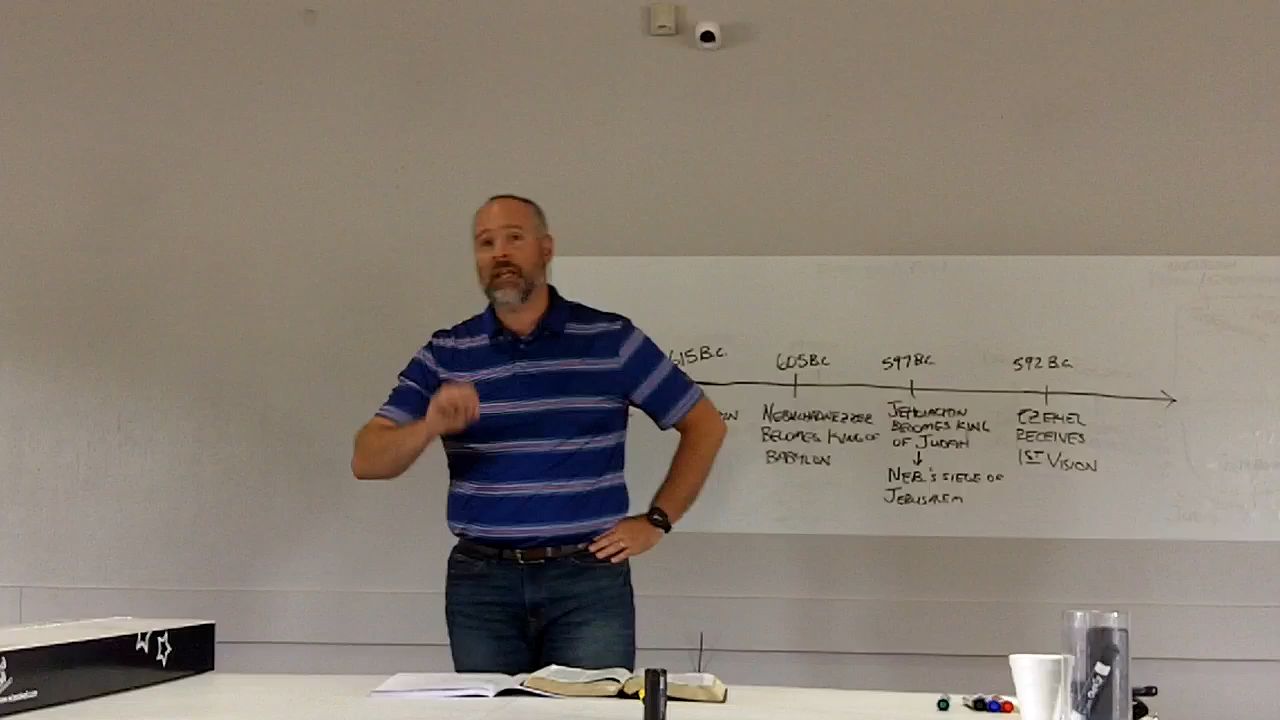 615 B.C.
605 B.C
597 B.C
592 B.C.
NEBUCHADNEZZER
BECOMES KING OF
BABYLON
JEHOIACHIN
BECOMES KING
OF JUDAH
↓
NEB.'S SIEGE OF
JERUSALEM
EZEKIEL
RECEIVES
1ST VISION